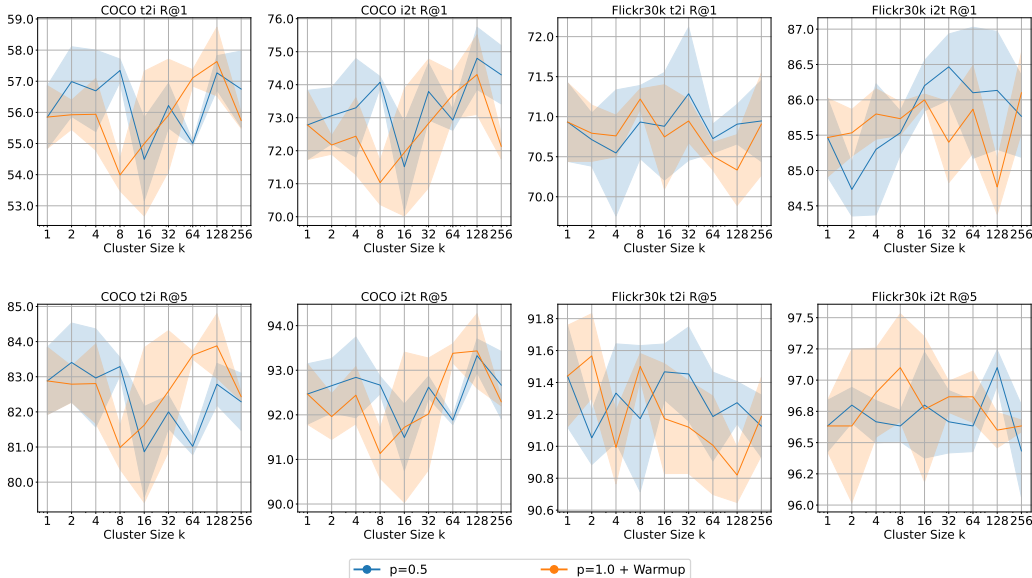 COCO t2i R@1
59.0
58.0
57.0
56.0
55.0
54.0
53.0
1 2 4 8 16 32 64 128 256
Cluster Size k
COCO i2t R@1
76.0
75.0
74.0
73.0
72.0
71.0
70.0
1 2 4 8 16 32 64 128 256
Cluster Size k
Flickr30k t2i R@1
72.0
71.5
71.0
70.5
70.0
1 2 4 8 16 32 64 128 256
Cluster Size k
Flickr30k i2t R@1
87.0
86.5
86.0
85.5
85.0
84.5
1 2 4 8 16 32 64 128 256
Cluster Size k
COCO t2i R@5
85.0
84.0
83.0
82.0
81.0
80.0
1 2 4 8 16 32 64 128 256
Cluster Size k
COCO i2t R@5
94.0
93.0
92.0
91.0
90.0
1 2 4 8 16 32 64 128 256
Cluster Size k
Flickr30k t2i R@5
91.8
91.6
91.4
91.2
91.0
90.8
90.6
1 2 4 8 16 32 64 128 256
Cluster Size k
Flickr30k i2t R@5
97.5
97.2
97.0
96.8
96.5
96.2
96.0
1 2 4 8 16 32 64 128 256
Cluster Size k
p=0.5
p=1.0 + Warmup